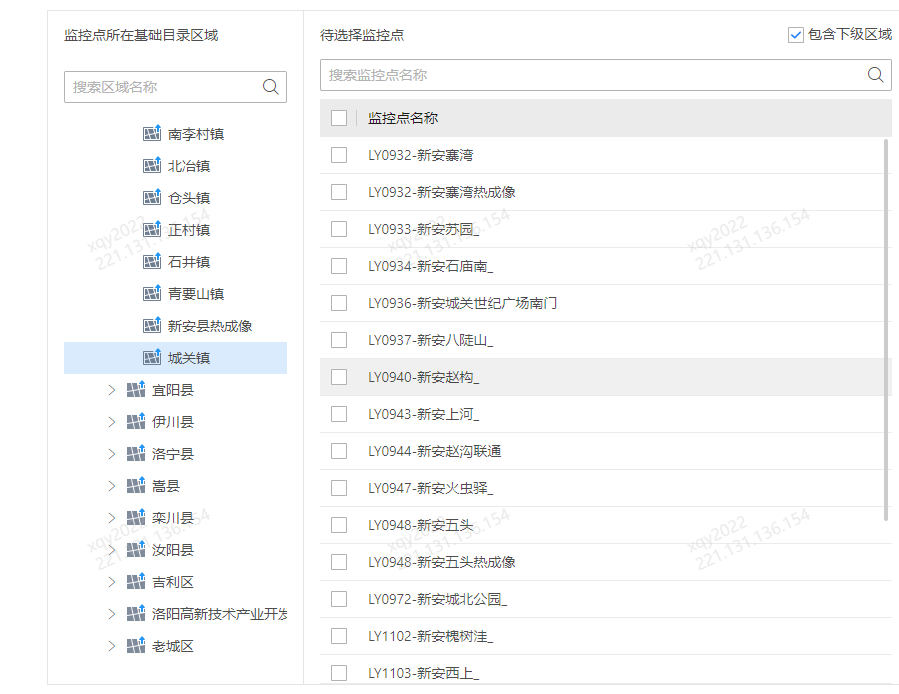 监控点所在基础目录区域
搜索区域名称
南李村镇
北冶镇
仓头镇
正村镇
石井镇
青要山镇
新安县热成像
城关镇
宜阳县
伊川县
洛宁县
嵩县
栾川县
汝阳县
吉利区
洛阳高新技术产业开发
老城区
待选择监控点
包含下级区域
搜索监控点名称
监控点名称
LY0932-新安寨湾
LY0932-新安寨湾热成像
LY0933-新安苏园_
LY0934-新安石庙南_
LY0936-新安城关世纪广场南门
LY0937-新安八陡山_
LY0940-新安赵构_
LY0943-新安上河_
LY0944-新安赵沟联通
LY0947-新安火虫驿_
LY0948-新安五头
LY0948-新安五头热成像
LY0972-新安城北公园_
LY1102-新安槐树洼_
LY1103-新安西上_
xqy2022
221.131.136.154
xqy2022
221.131.136.154
xqy2022
221.131.136.154
xqy2022
221.131.136.154
xqy2022
221.131.136.154
xqy2022
221.131.136.154